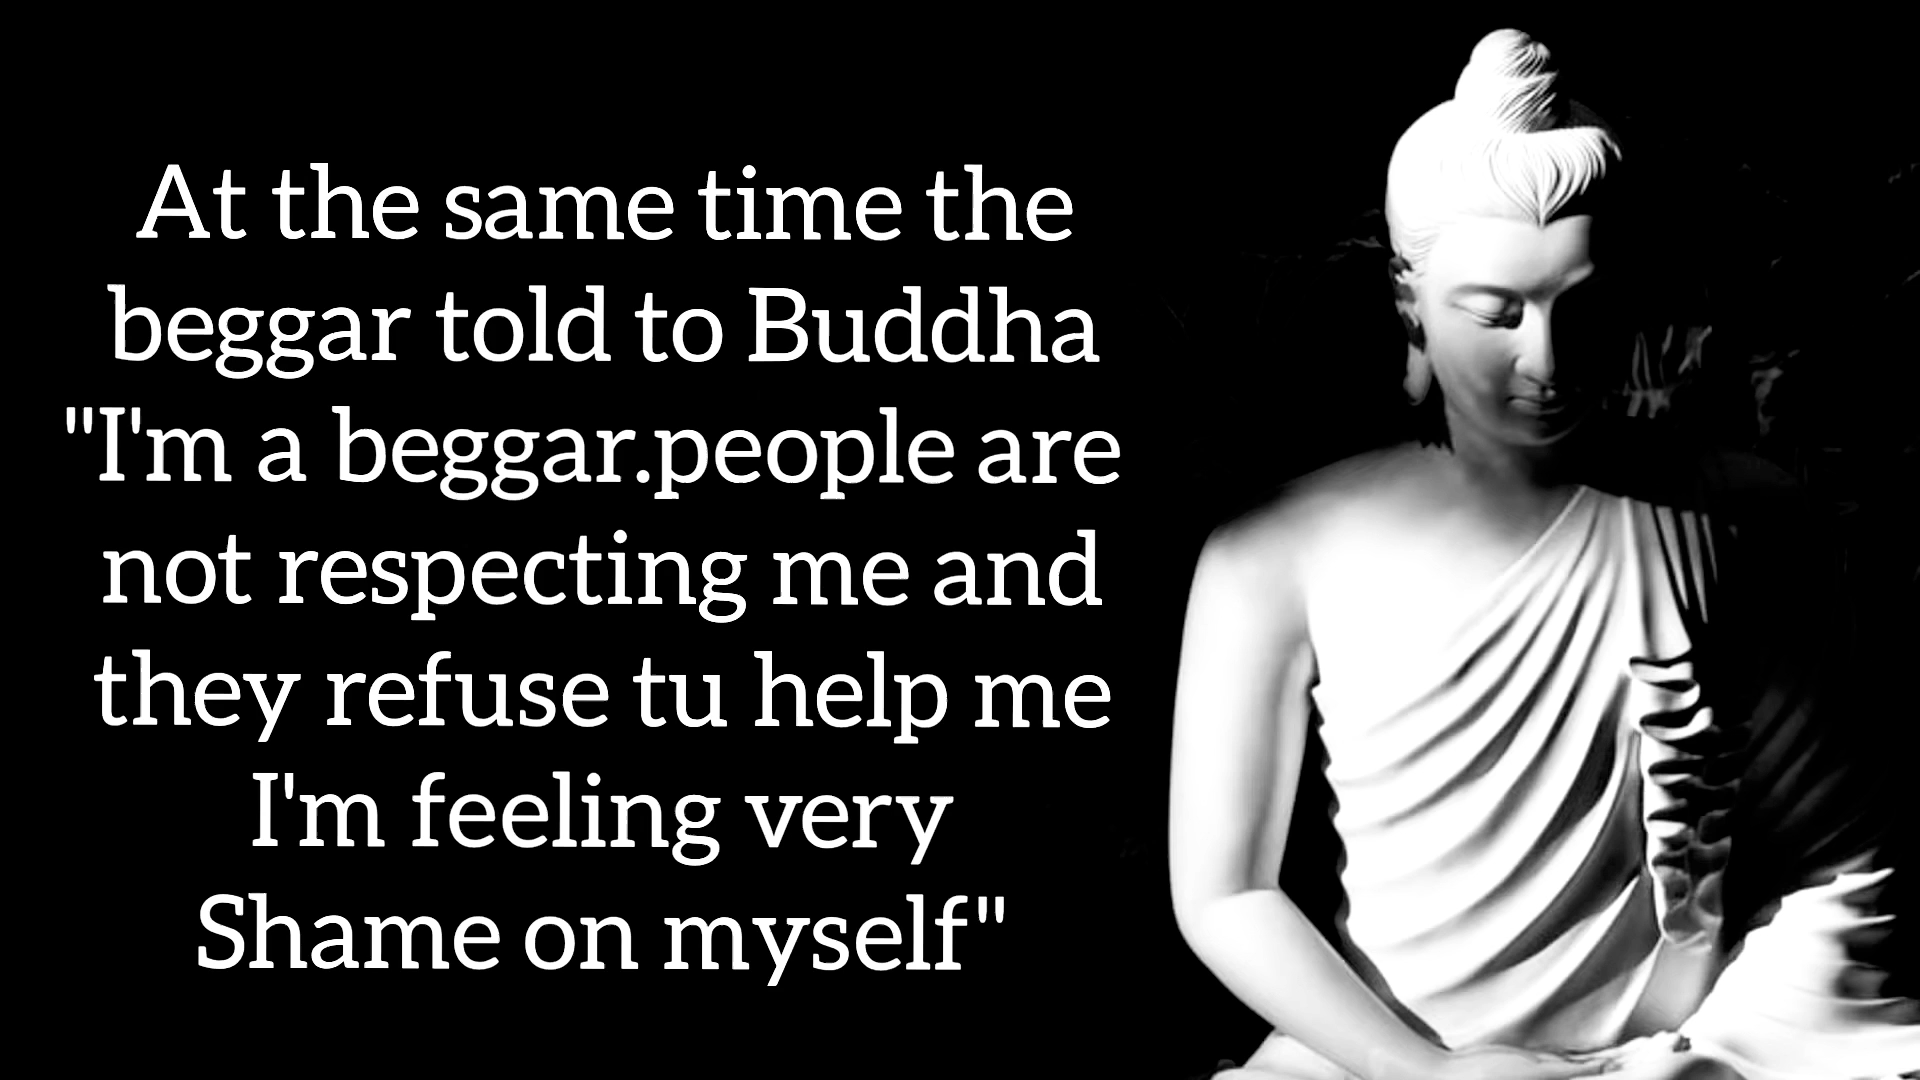 At the same time the
beggar told to Buddha
"I'm a beggar.people are
not respecting me and
they refuse tu help me
I'm feeling very
Shame on myself"